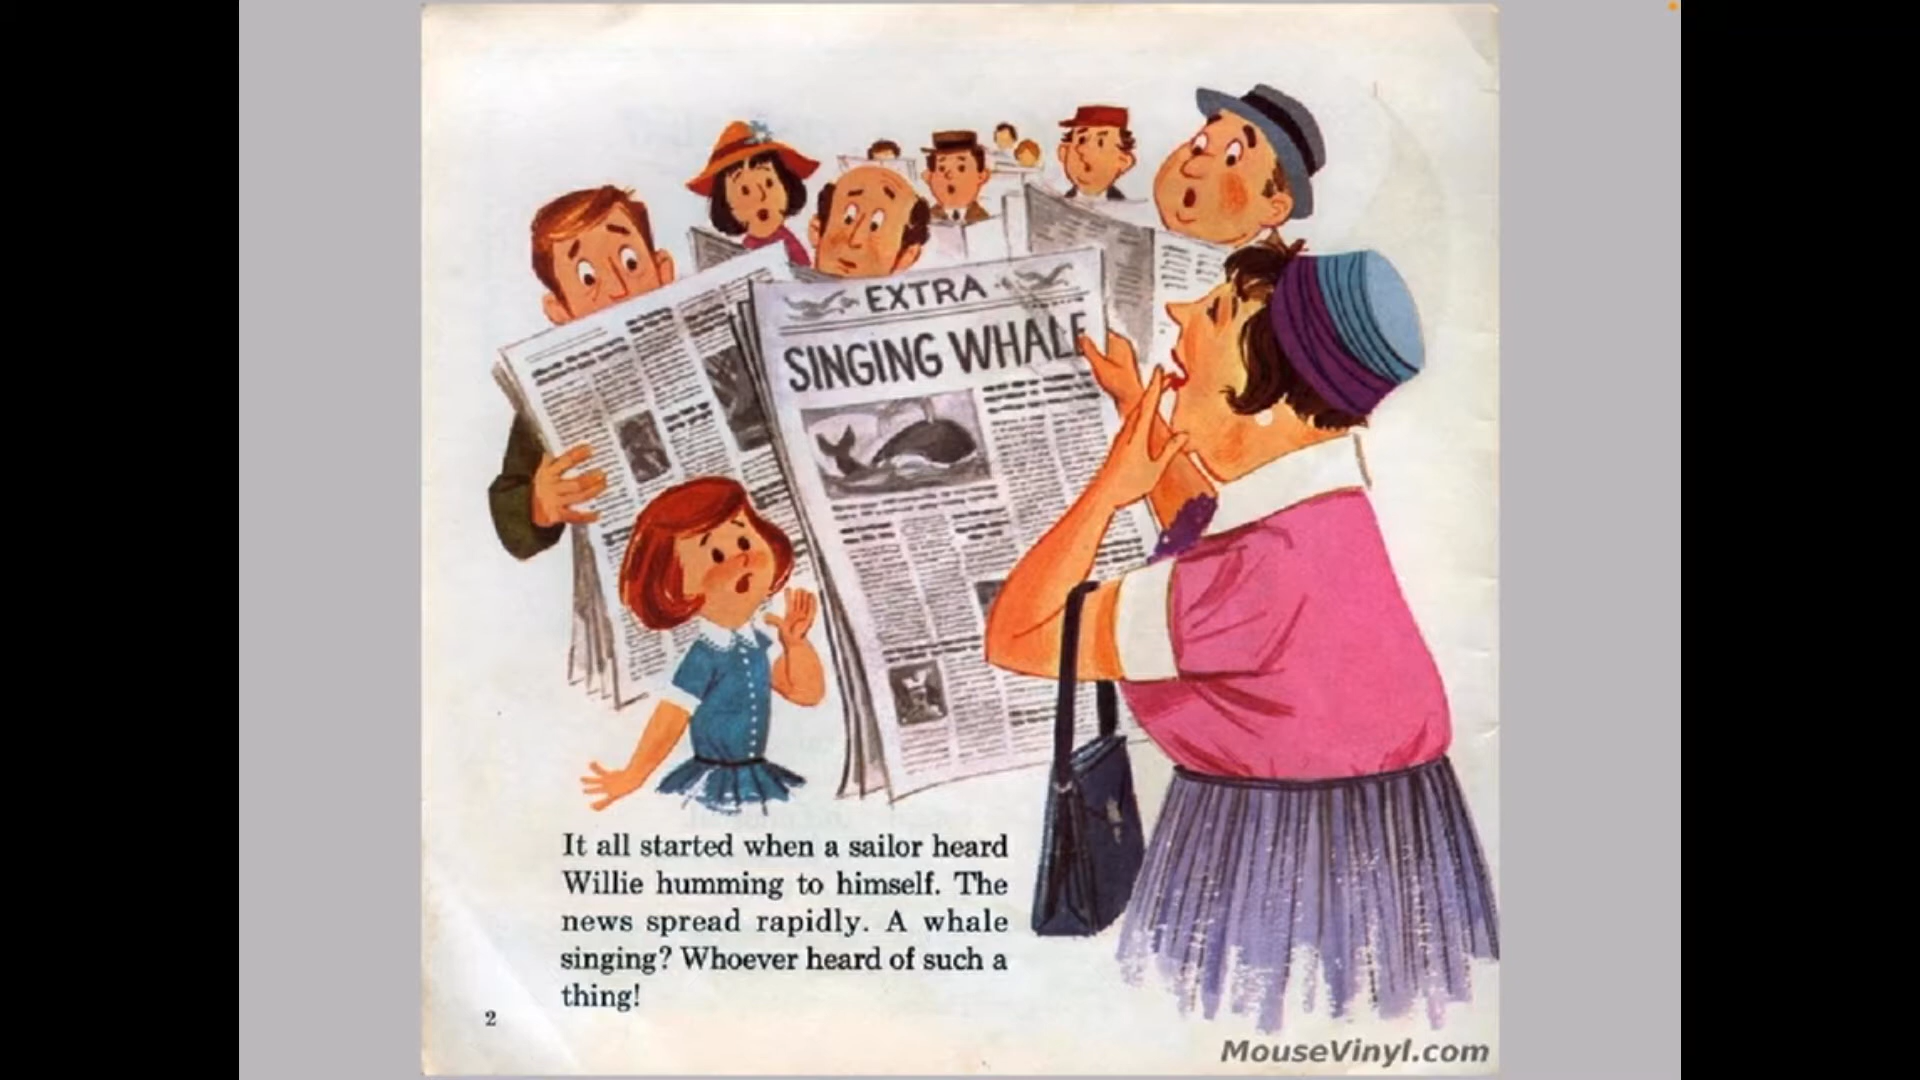 EXTRA
SINGING WHALE
It all started when a sailor heard
Willie humming to himself. The
news spread rapidly. A whale
singing? Whoever heard of such a
thing!
2
MouseVinyl.com